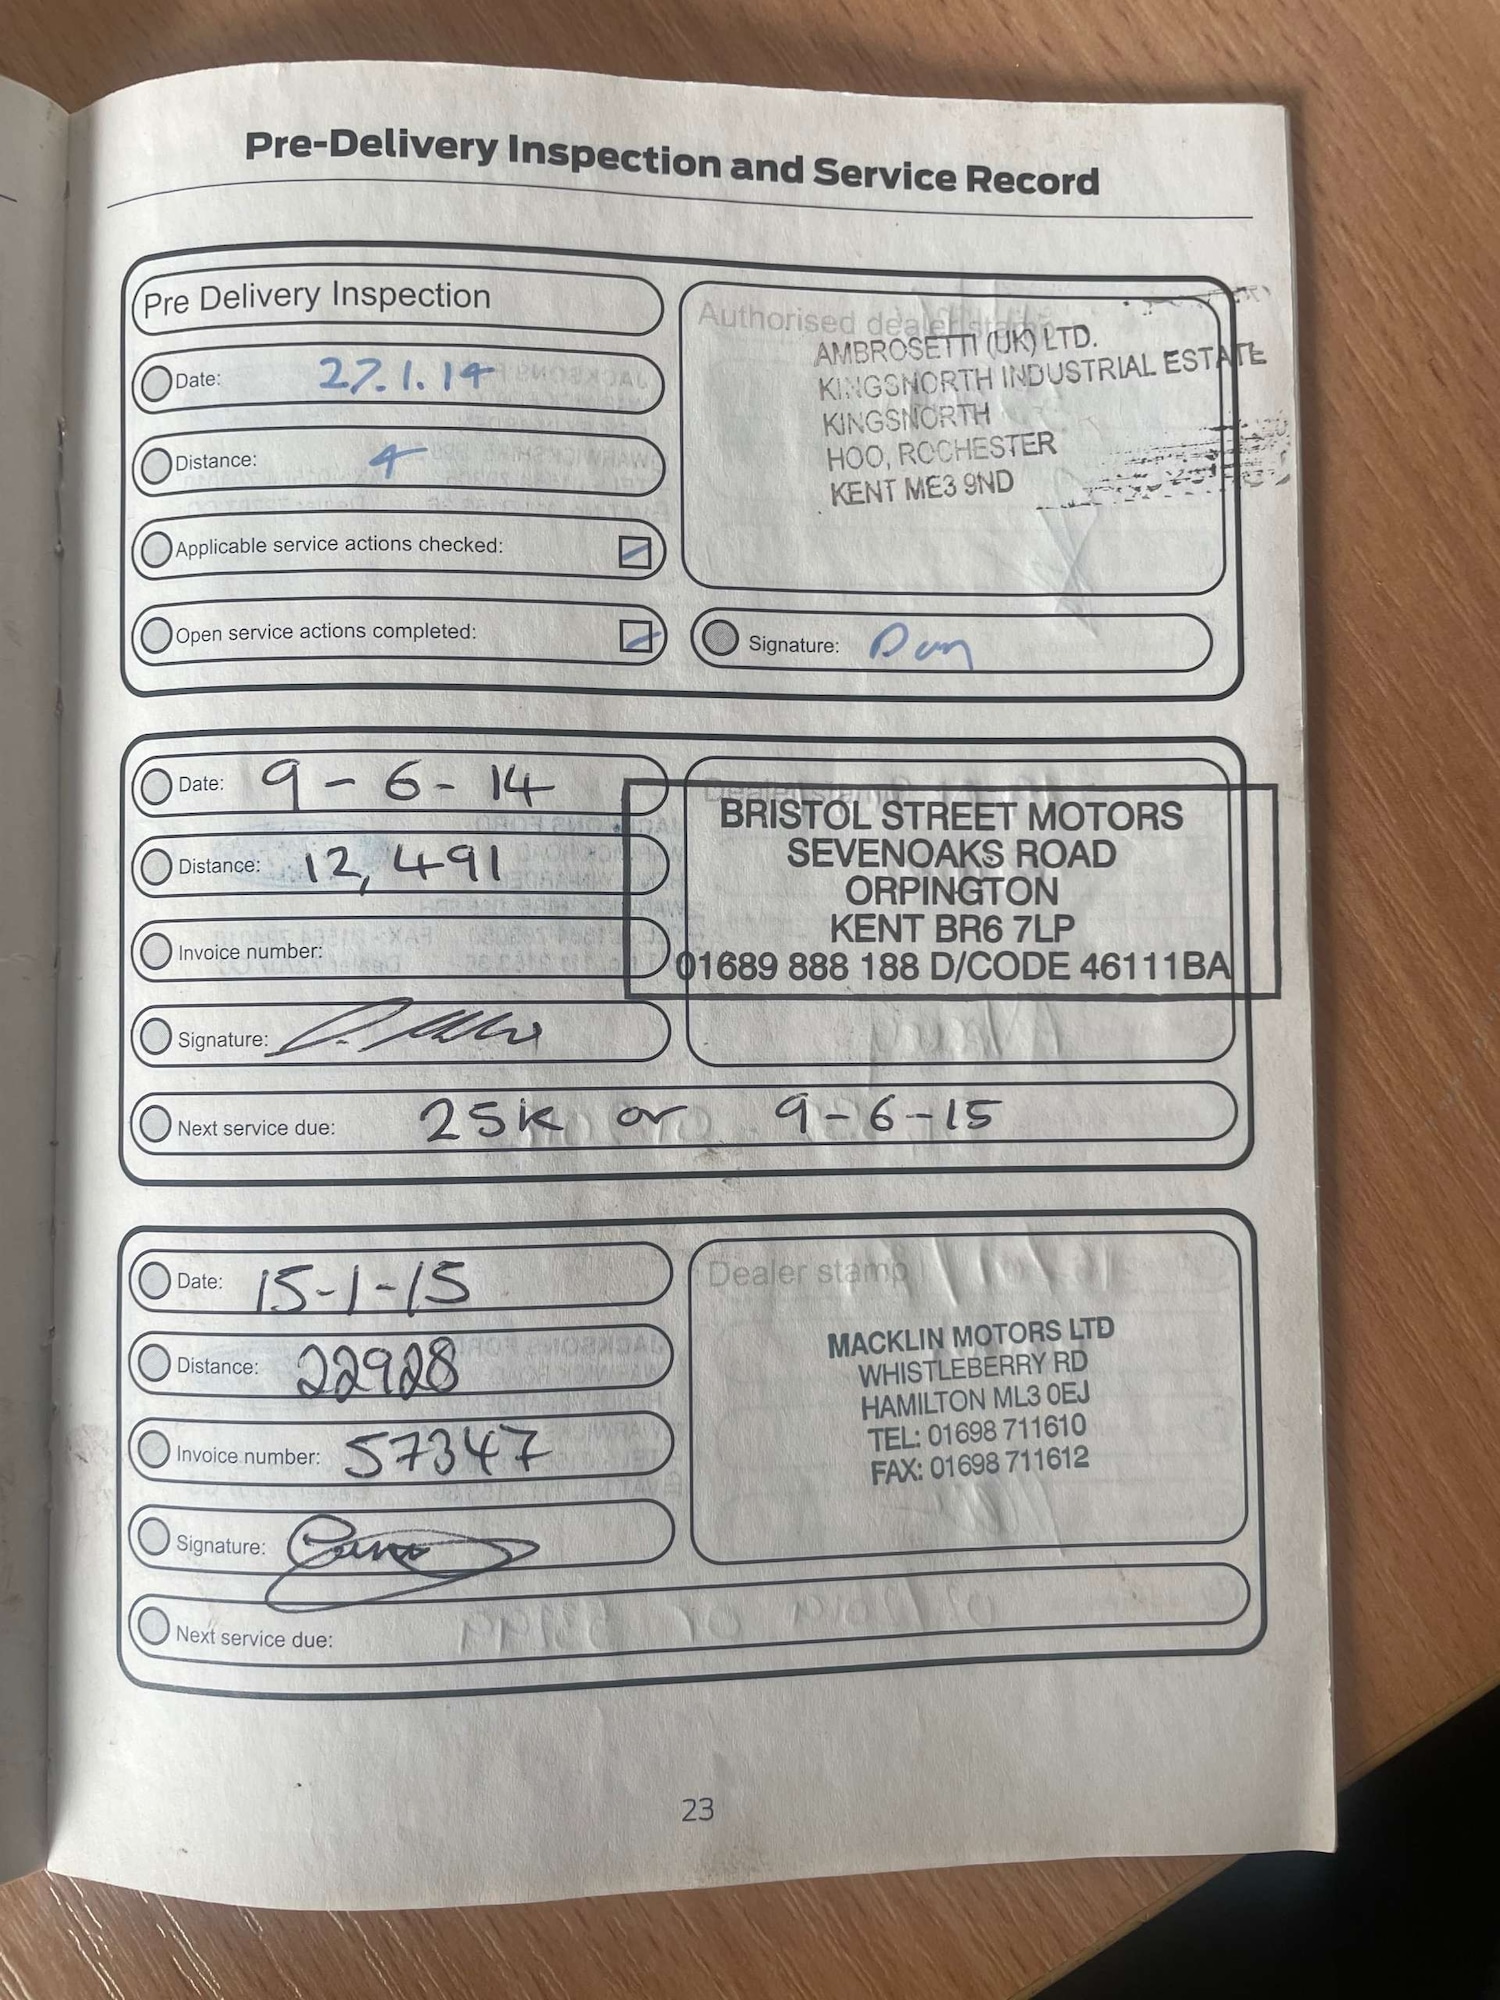 Pre-Delivery Inspection and Service Record
Pre Delivery Inspection
Date: 27.1.14
Distance: 4
Applicable service actions checked:
Open service actions completed:
Authorised dealer stamp
AMBROSETTI (UK) LTD.
KINGSNORTH INDUSTRIAL ESTATE
KINGSNORTH
HOO, ROCHESTER
KENT ME3 9ND
Signature:
Date: 9-6-14
Distance: 12,491
Invoice number:
Signature:
Dealer stamp
BRISTOL STREET MOTORS
SEVENOAKS ROAD
ORPINGTON
KENT BR6 7LP
01689 888 188 D/CODE 46111BA
Next service due: 25K or 9-6-15
Date: 15-1-15
Distance: 22928
Invoice number: 57347
Signature:
Dealer stamp
MACKLIN MOTORS LTD
WHISTLEBERRY RD
HAMILTON ML3 0EJ
TEL: 01698 711610
FAX: 01698 711612
Next service due:
23